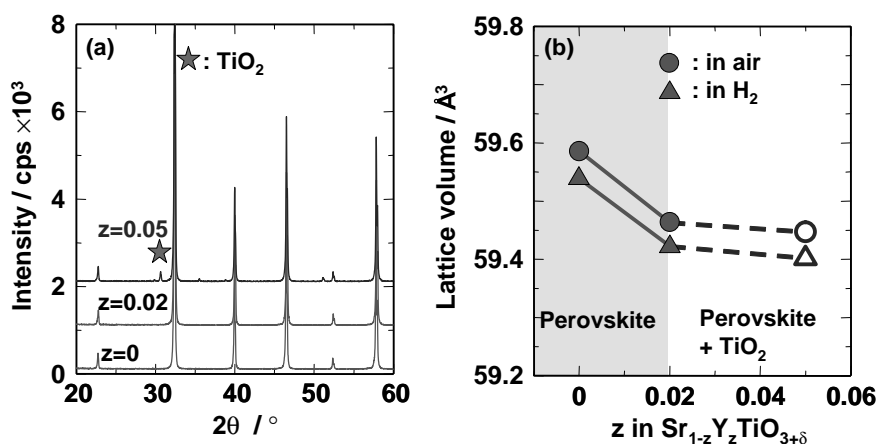 (a)
★ : TiO₂
z=0.05
z=0.02
z=0
8
6
4
2
0
Intensity / cps ×10³
20 30 40 50 60
2θ / °
(b)
● : in air
▲ : in H₂
Perovskite
Perovskite
+ TiO₂
59.8
59.6
59.4
59.2
Lattice volume / Å³
0 0.02 0.04 0.06
z in Sr₁₋zYzTiO₃₊δ